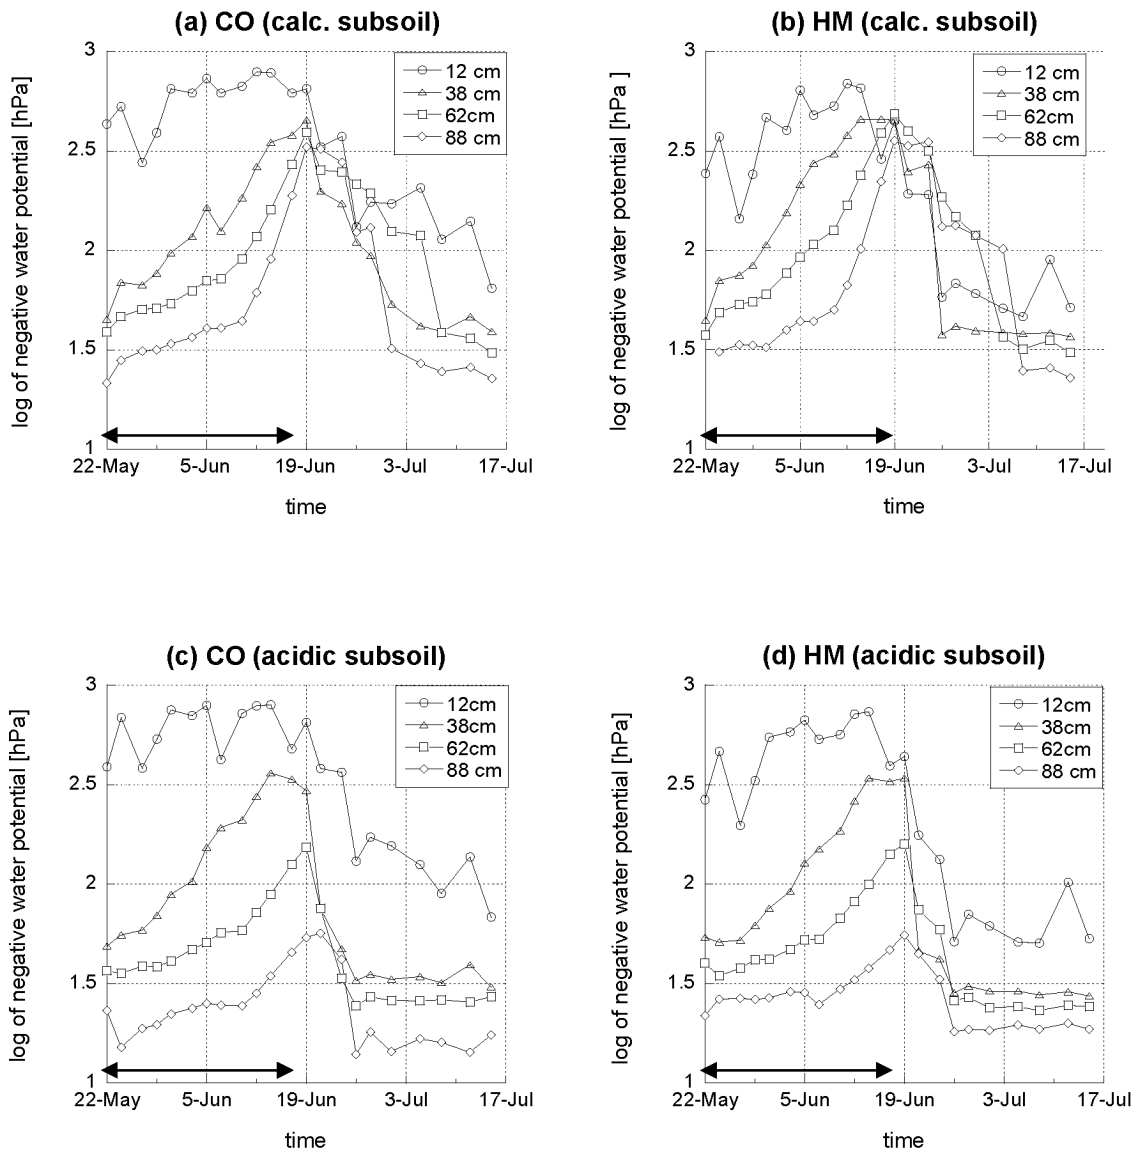 (a) CO (calc. subsoil)
log of negative water potential [hPa]
3
2.5
2
1.5
1
12 cm
38 cm
62cm
88 cm
22-May 5-Jun 19-Jun 3-Jul 17-Jul
time
(b) HM (calc. subsoil)
log of negative water potential [hPa]
3
2.5
2
1.5
1
12 cm
38 cm
62cm
88 cm
22-May 5-Jun 19-Jun 3-Jul 17-Jul
time
(c) CO (acidic subsoil)
log of negative water potential [hPa]
3
2.5
2
1.5
1
12cm
38cm
62cm
88 cm
22-May 5-Jun 19-Jun 3-Jul 17-Jul
time
(d) HM (acidic subsoil)
log of negative water potential [hPa]
3
2.5
2
1.5
1
12cm
38cm
62cm
88 cm
22-May 5-Jun 19-Jun 3-Jul 17-Jul
time